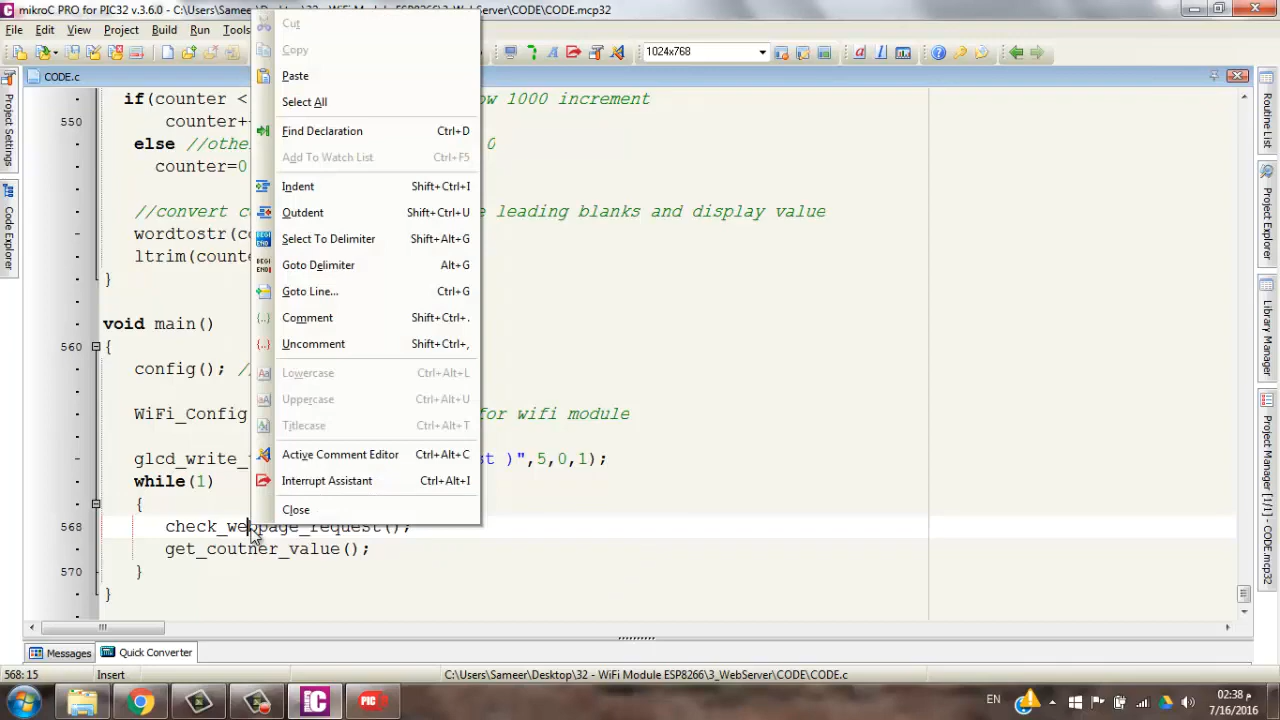 mikroC PRO for PIC32 v.3.6.0 - C:\Users\Sameer\Desktop\32 - WiFi Module ESP8266\3_WebServer\CODE\CODE.mcp32
File Edit View Project Build Run Tools
1024x768
CODE.c
Project Settings
Code Explorer
if(counter < ow 1000 increment
550 counter+
else //othe 0
counter=0
//convert c e leading blanks and display value
wordtostr(co
ltrim(counte
}
void main()
560 {
config(); //
WiFi_Config for wifi module
glcd_write_ st )",5,0,1);
while(1)
{
568 check_webpage_request();
get_coutner_value();
570 }
}
Cut
Copy
Paste
Select All
Find Declaration Ctrl+D
Add To Watch List Ctrl+F5
Indent Shift+Ctrl+I
Outdent Shift+Ctrl+U
Select To Delimiter Shift+Alt+G
Goto Delimiter Alt+G
Goto Line... Ctrl+G
Comment Shift+Ctrl+.
Uncomment Shift+Ctrl+,
Lowercase Ctrl+Alt+L
Uppercase Ctrl+Alt+U
Titlecase Ctrl+Alt+T
Active Comment Editor Ctrl+Alt+C
Interrupt Assistant Ctrl+Alt+I
Close
Routine List
Project Explorer
Library Manager
Project Manager [1/1] - CODE.mcp32
Messages Quick Converter
568:15 Insert C:\Users\Sameer\Desktop\32 - WiFi Module ESP8266\3_WebServer\CODE\CODE.c
EN
02:38 م
7/16/2016